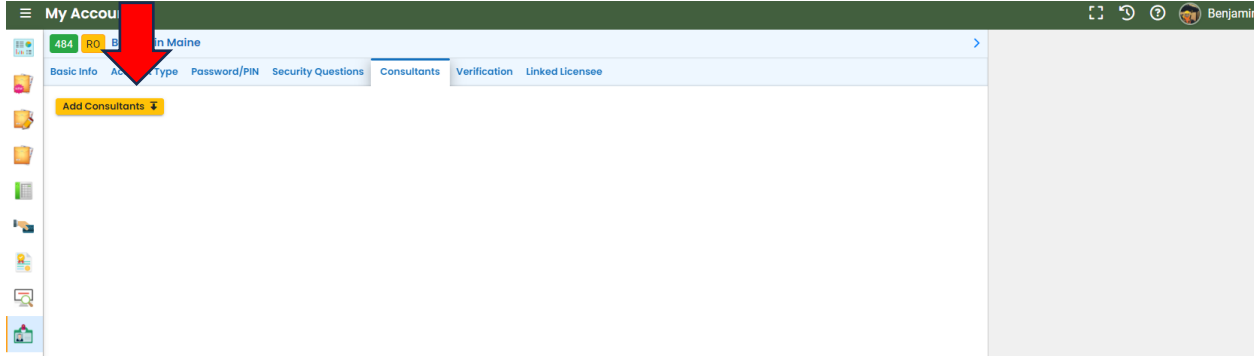 My Accou
Benjamin
484 RO B in Maine
Basic Info Ac Type Password/PIN Security Questions Consultants Verification Linked Licensee
Add Consultants